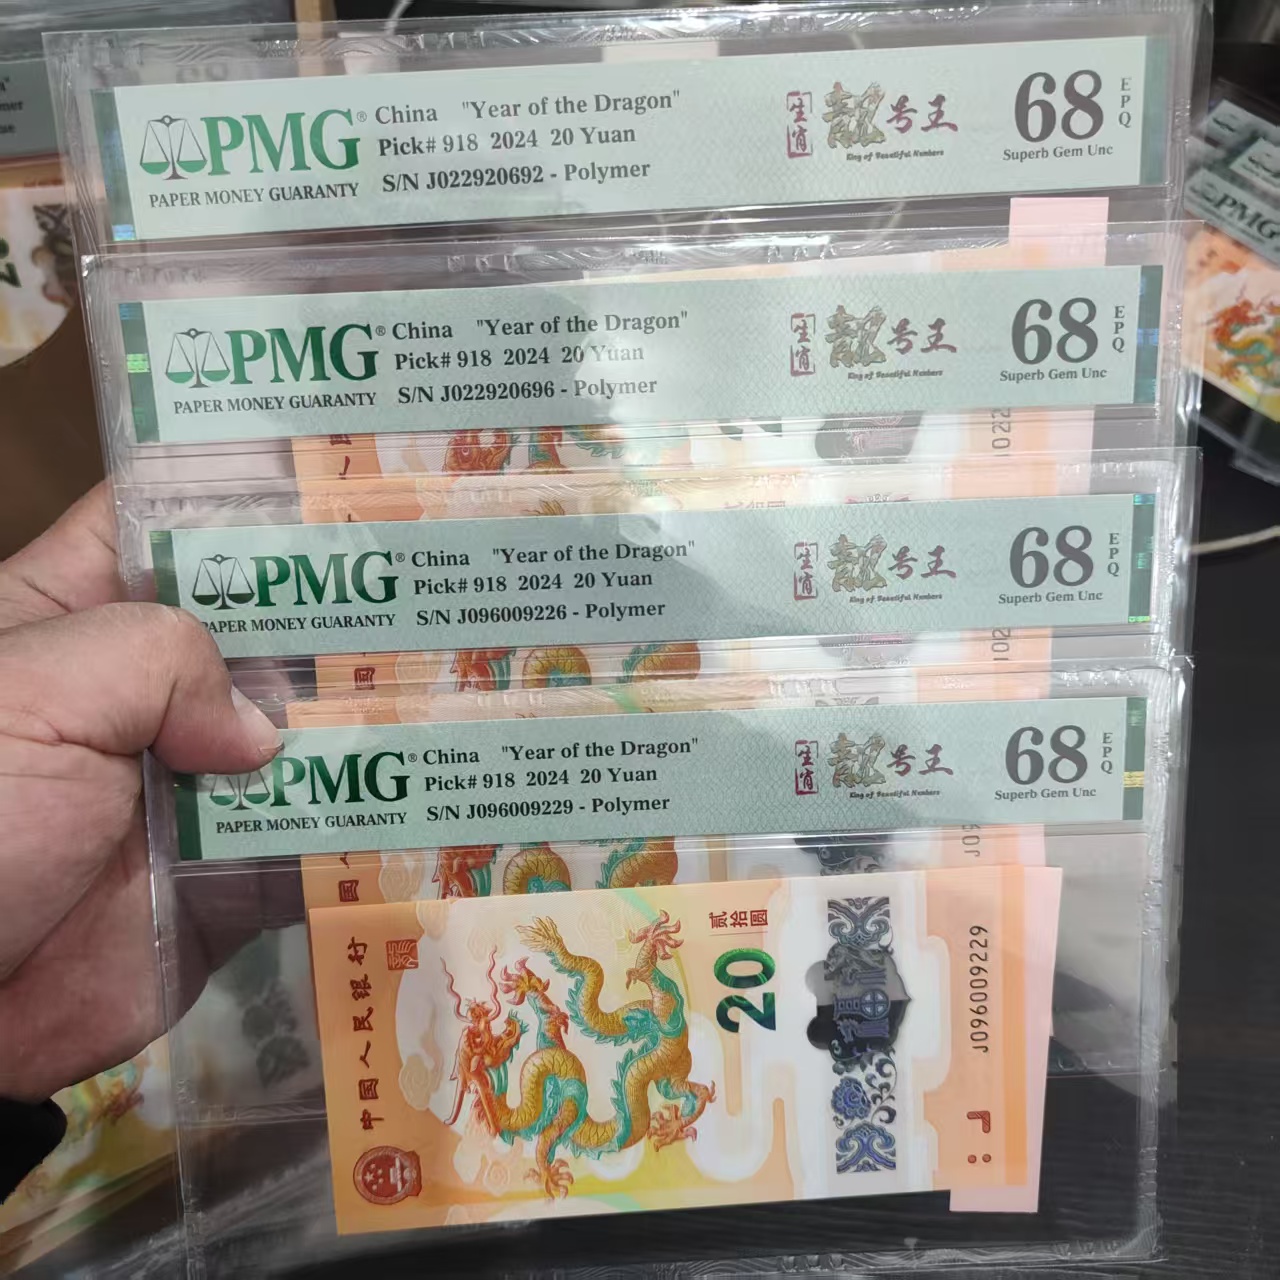 PMG®
PAPER MONEY GUARANTY
China "Year of the Dragon"
Pick# 918 2024 20 Yuan
S/N J022920692 - Polymer
生肖
靓号王
King of Beautiful Numbers
68
EPQ
Superb Gem Unc
PMG®
PAPER MONEY GUARANTY
China "Year of the Dragon"
Pick# 918 2024 20 Yuan
S/N J022920696 - Polymer
生肖
靓号王
King of Beautiful Numbers
68
EPQ
Superb Gem Unc
J022
PMG®
PAPER MONEY GUARANTY
China "Year of the Dragon"
Pick# 918 2024 20 Yuan
S/N J096009226 - Polymer
生肖
靓号王
King of Beautiful Numbers
68
EPQ
Superb Gem Unc
J02
国
PMG®
PAPER MONEY GUARANTY
China "Year of the Dragon"
Pick# 918 2024 20 Yuan
S/N J096009229 - Polymer
生肖
靓号王
King of Beautiful Numbers
68
EPQ
Superb Gem Unc
国
中国人民银行
贰拾圆
20
J096009229
PMG